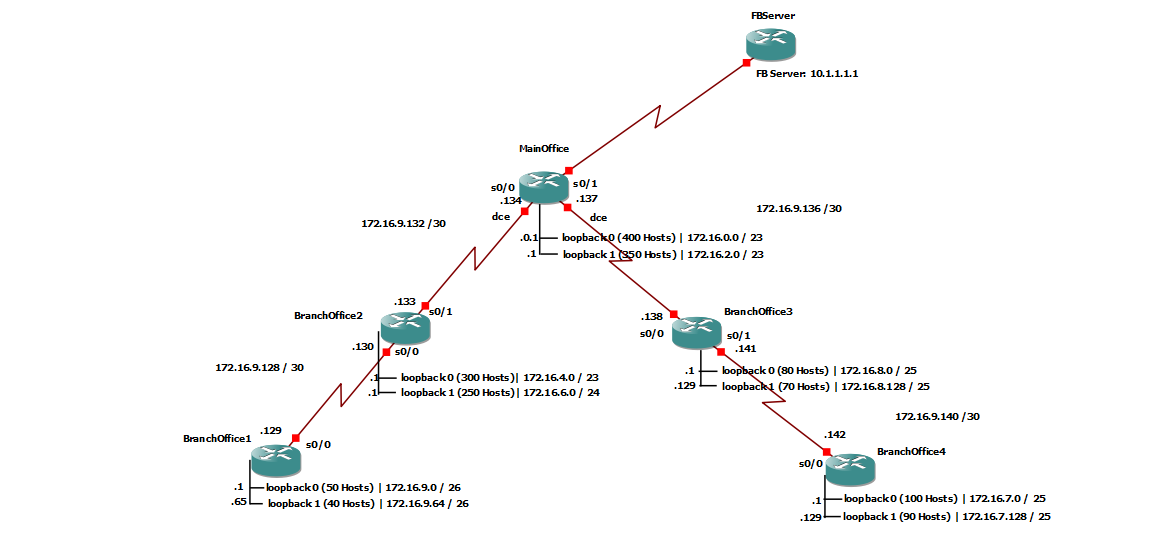 FBServer
FB Server: 10.1.1.1.1
MainOffice
s0/0
s0/1
.134
.137
dce
dce
172.16.9.136 /30
172.16.9.132 /30
.0.1
loopback 0 (400 Hosts) | 172.16.0.0 / 23
.1
loopback 1 (350 Hosts) | 172.16.2.0 / 23
.133
s0/1
BranchOffice2
.130
s0/0
.138
BranchOffice3
s0/0
s0/1
.141
172.16.9.128 / 30
.1
loopback 0 (300 Hosts)| 172.16.4.0 / 23
.1
loopback 1 (250 Hosts)| 172.16.6.0 / 24
.1
loopback 0 (80 Hosts) | 172.16.8.0 / 25
.129
loopback 1 (70 Hosts) | 172.16.8.128 / 25
172.16.9.140 /30
.129
BranchOffice1
s0/0
.142
BranchOffice4
s0/0
.1
loopback 0 (50 Hosts) | 172.16.9.0 / 26
.65
loopback 1 (40 Hosts) | 172.16.9.64 / 26
.1
loopback 0 (100 Hosts) | 172.16.7.0 / 25
.129
loopback 1 (90 Hosts) | 172.16.7.128 / 25